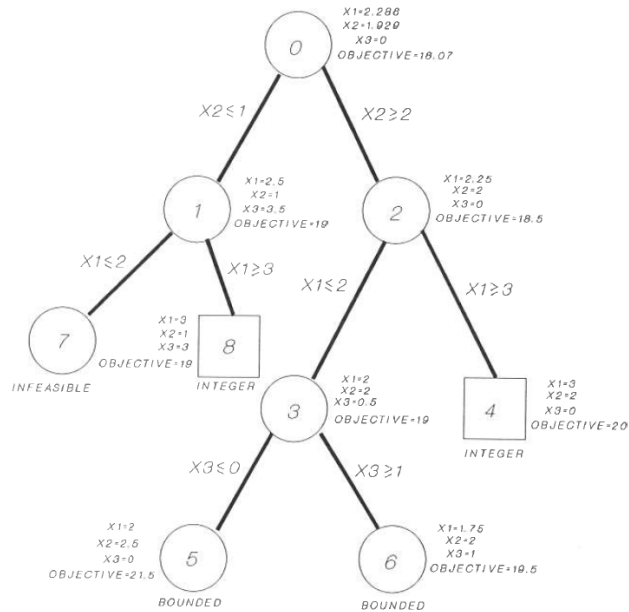 X1=2.286
X2=1.929
X3=0
OBJECTIVE=18.07
0
X2≤1
X2≥2
X1=2.5
X2=1
X3=3.5
OBJECTIVE=19
1
X1=2.25
X2=2
X3=0
OBJECTIVE=18.5
2
X1≤2
X1≥3
X1≤2
X1≥3
7
INFEASIBLE
X1=3
X2=1
X3=3
OBJECTIVE=19
8
INTEGER
X1=2
X2=2
X3=0.5
OBJECTIVE=19
3
4
INTEGER
X1=3
X2=2
X3=0
OBJECTIVE=20
X3≤0
X3≥1
X1=2
X2=2.5
X3=0
OBJECTIVE=21.5
5
BOUNDED
X1=1.75
X2=2
X3=1
OBJECTIVE=19.5
6
BOUNDED